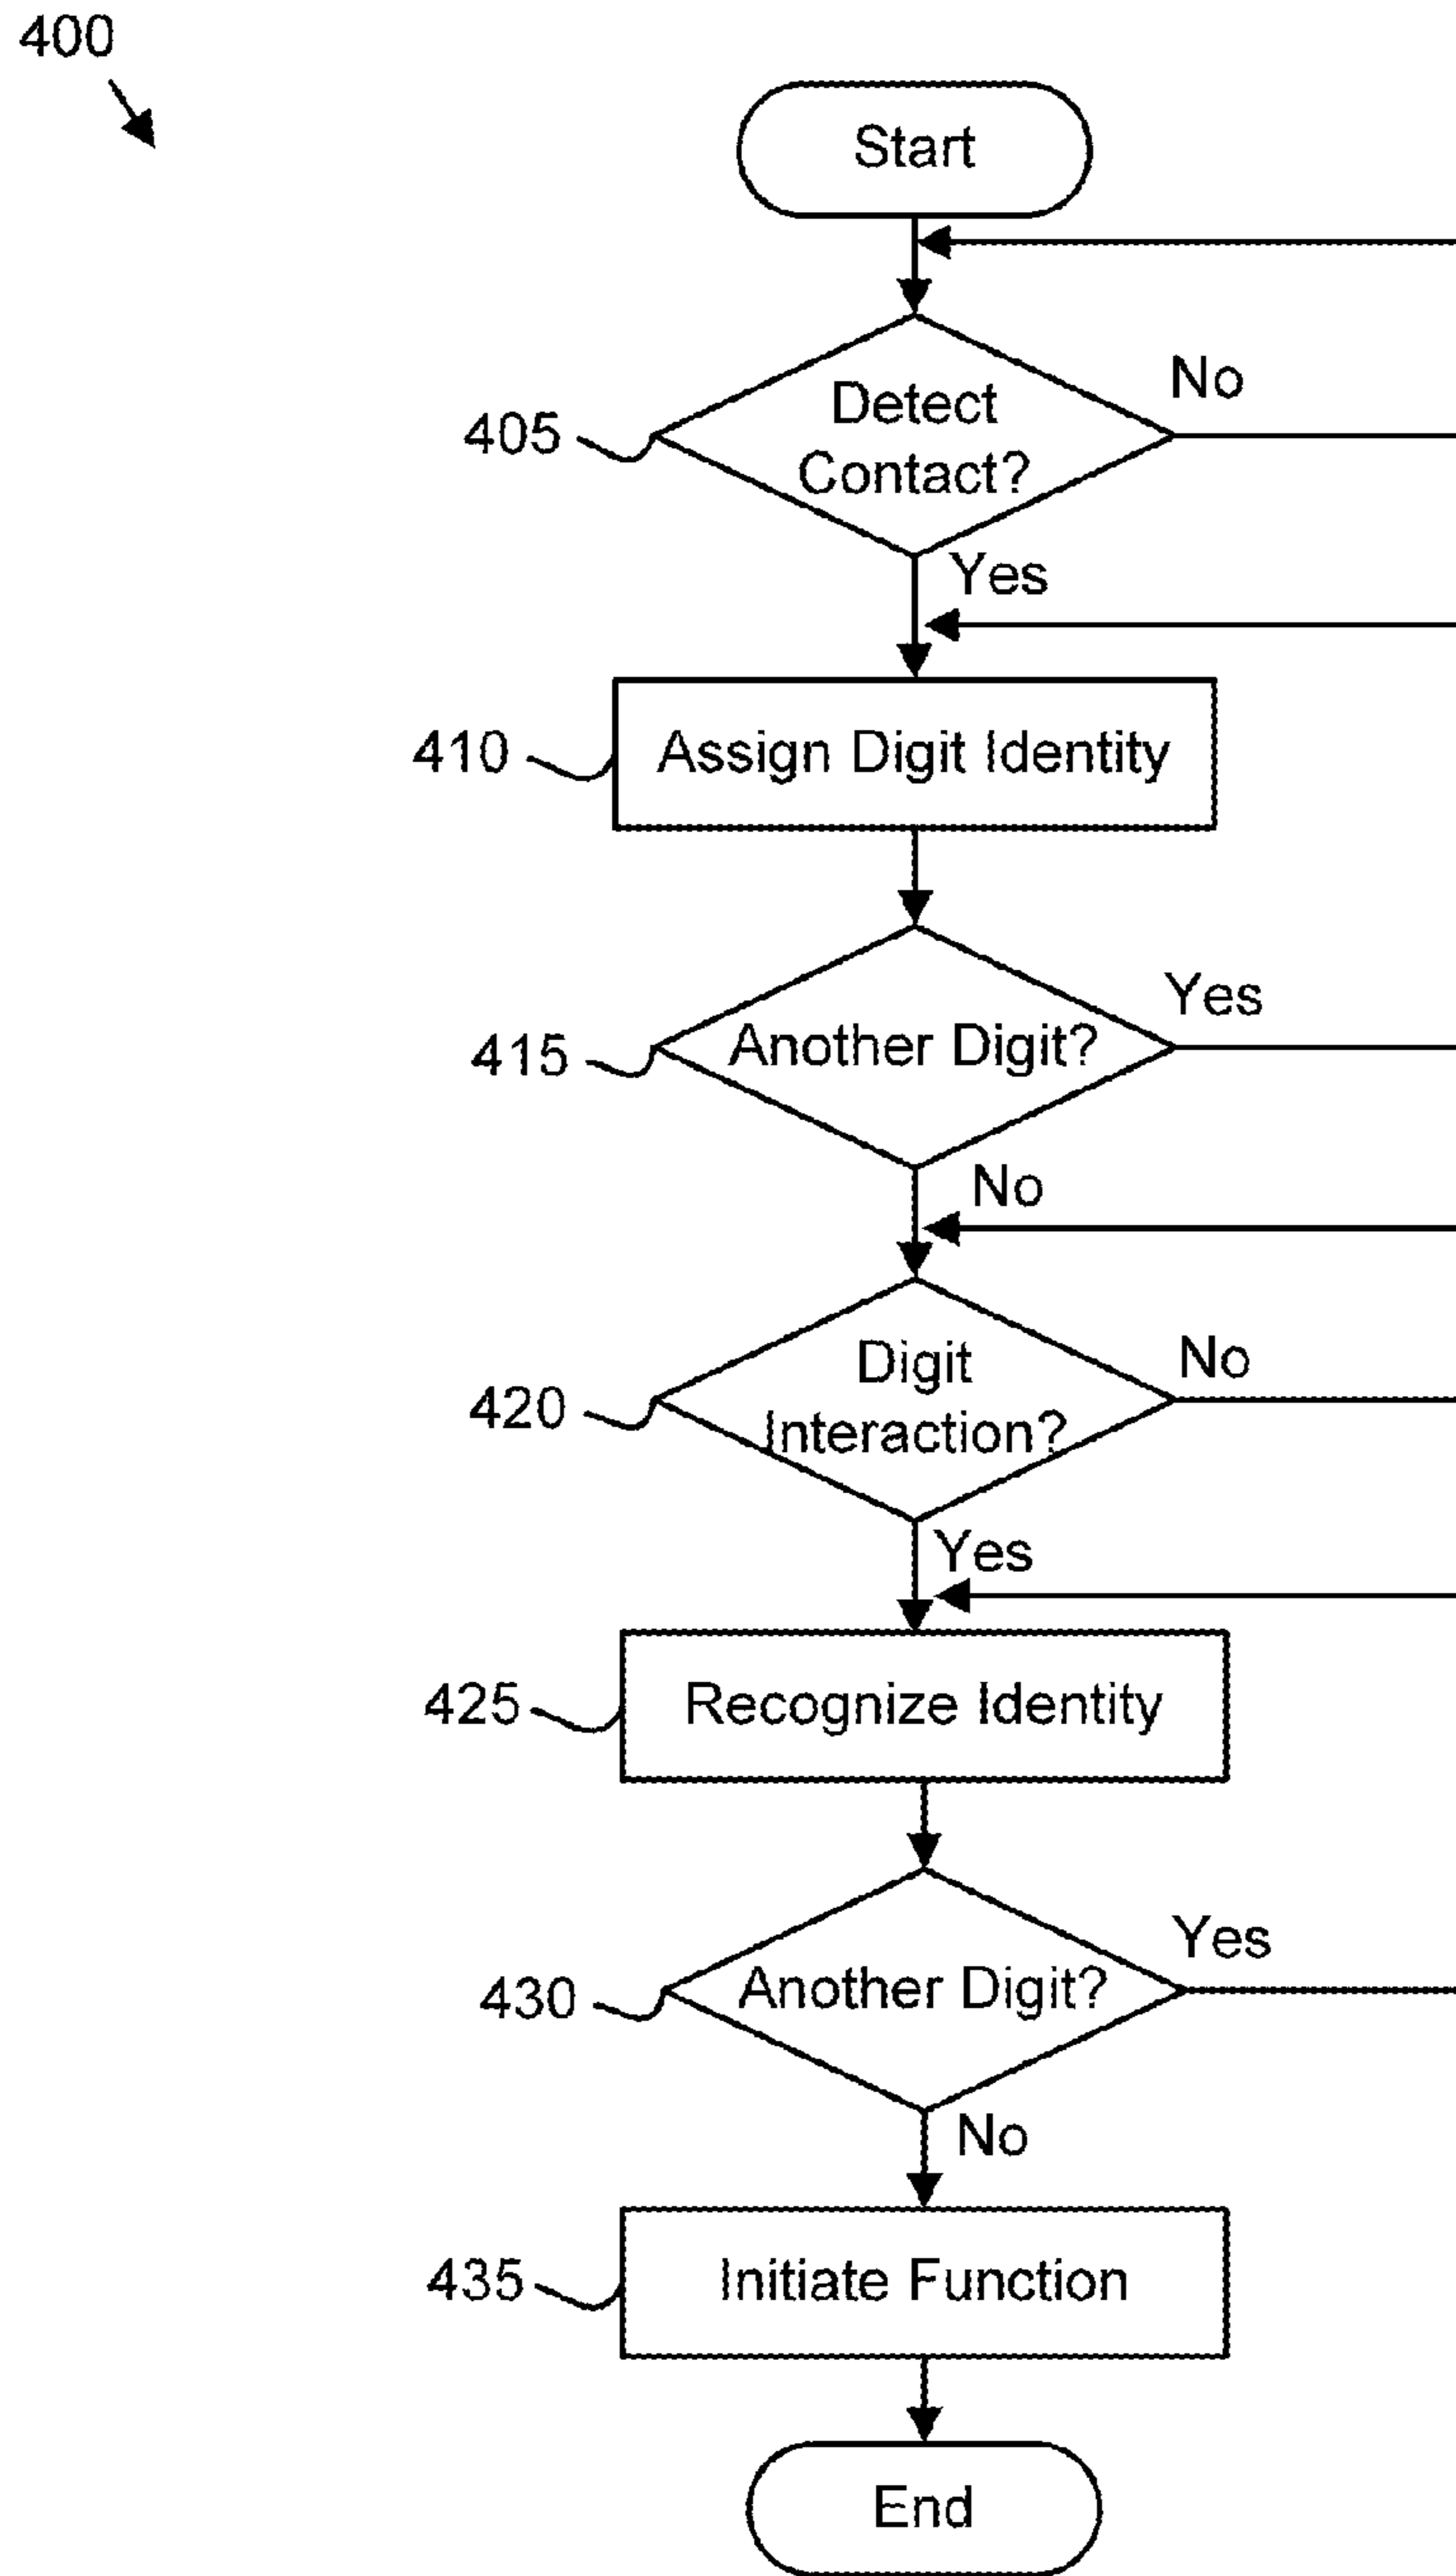 400
Start
Detect
Contact?
No
405
Yes
Assign Digit Identity
410
Another Digit?
Yes
415
No
Digit
Interaction?
No
420
Yes
Recognize Identity
425
Another Digit?
Yes
430
No
Initiate Function
435
End